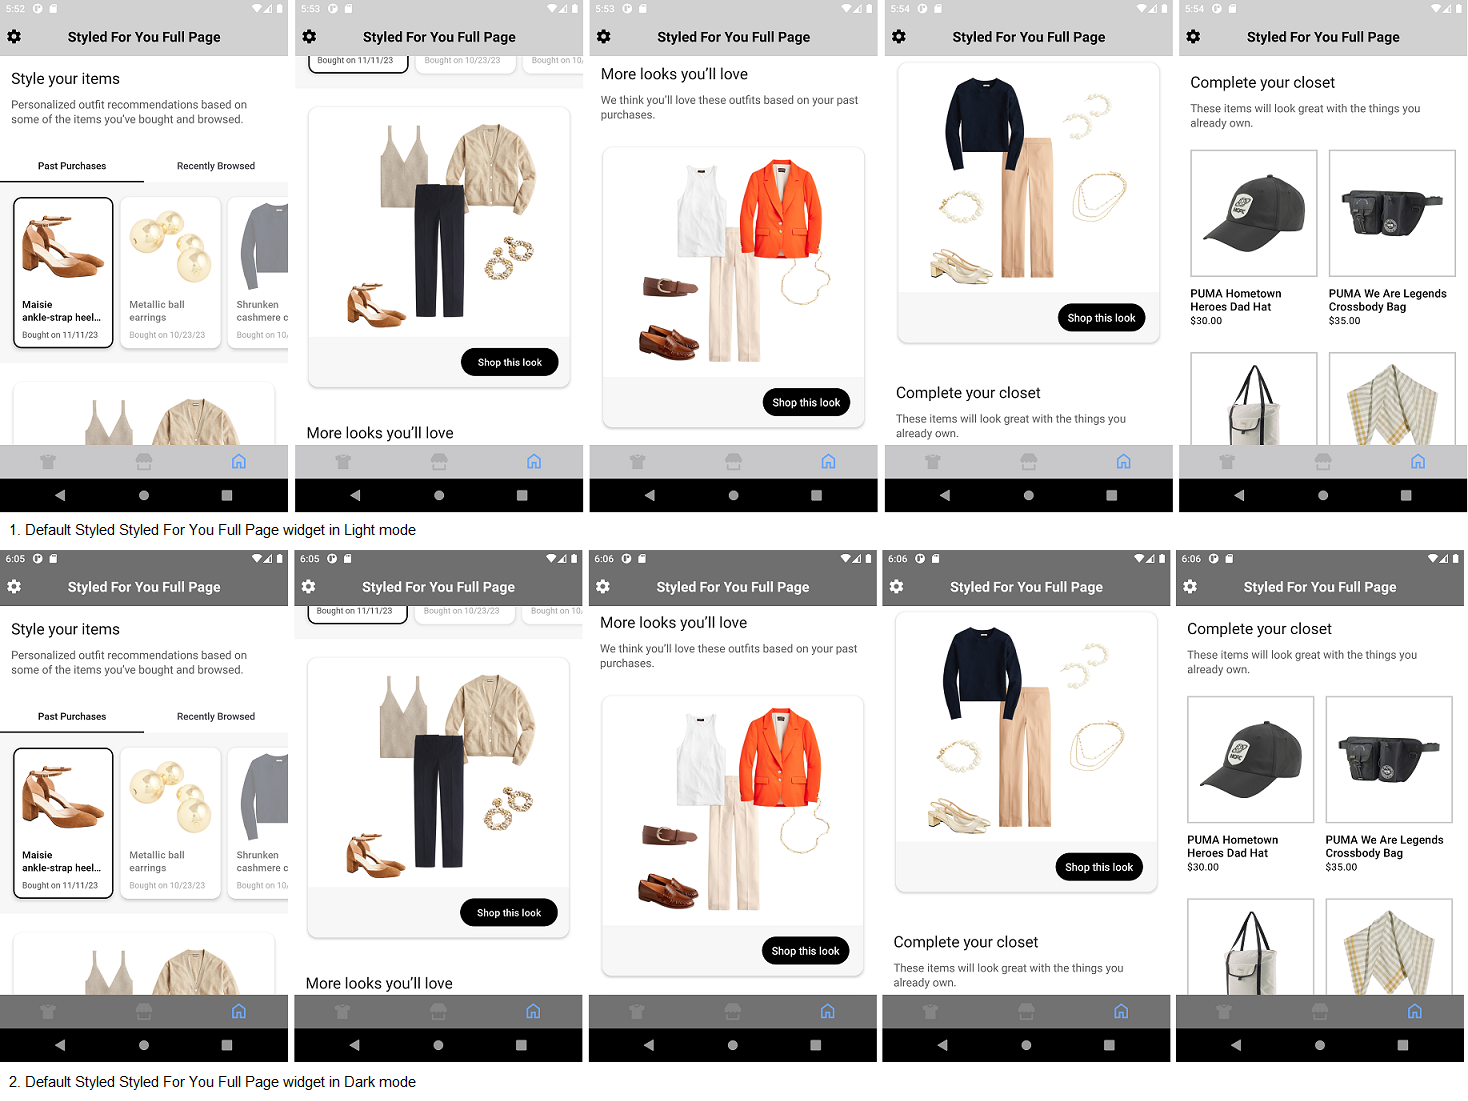 5:52
Styled For You Full Page
Style your items
Personalized outfit recommendations based on
some of the items you've bought and browsed.
Past Purchases
Recently Browsed
Maisie
ankle-strap heel...
Bought on 11/11/23
Metallic ball
earrings
Bought on 10/23/23
Shrunken
cashmere c
Bought on 10/
5:53
Styled For You Full Page
Bought on 11/11/23
Bought on 10/23/23
Bought on 10/
Shop this look
More looks you'll love
5:53
Styled For You Full Page
More looks you'll love
We think you'll love these outfits based on your past
purchases.
Shop this look
5:54
Styled For You Full Page
Shop this look
Complete your closet
These items will look great with the things you
already own.
5:54
Styled For You Full Page
Complete your closet
These items will look great with the things you
already own.
PUMA Hometown
Heroes Dad Hat
$30.00
PUMA We Are Legends
Crossbody Bag
$35.00
1. Default Styled Styled For You Full Page widget in Light mode
6:05
Styled For You Full Page
Style your items
Personalized outfit recommendations based on
some of the items you've bought and browsed.
Past Purchases
Recently Browsed
Maisie
ankle-strap heel...
Bought on 11/11/23
Metallic ball
earrings
Bought on 10/23/23
Shrunken
cashmere c
Bought on 10/
6:05
Styled For You Full Page
Bought on 11/11/23
Bought on 10/23/23
Bought on 10/
Shop this look
More looks you'll love
6:06
Styled For You Full Page
More looks you'll love
We think you'll love these outfits based on your past
purchases.
Shop this look
6:06
Styled For You Full Page
Shop this look
Complete your closet
These items will look great with the things you
already own.
6:06
Styled For You Full Page
Complete your closet
These items will look great with the things you
already own.
PUMA Hometown
Heroes Dad Hat
$30.00
PUMA We Are Legends
Crossbody Bag
$35.00
2. Default Styled Styled For You Full Page widget in Dark mode